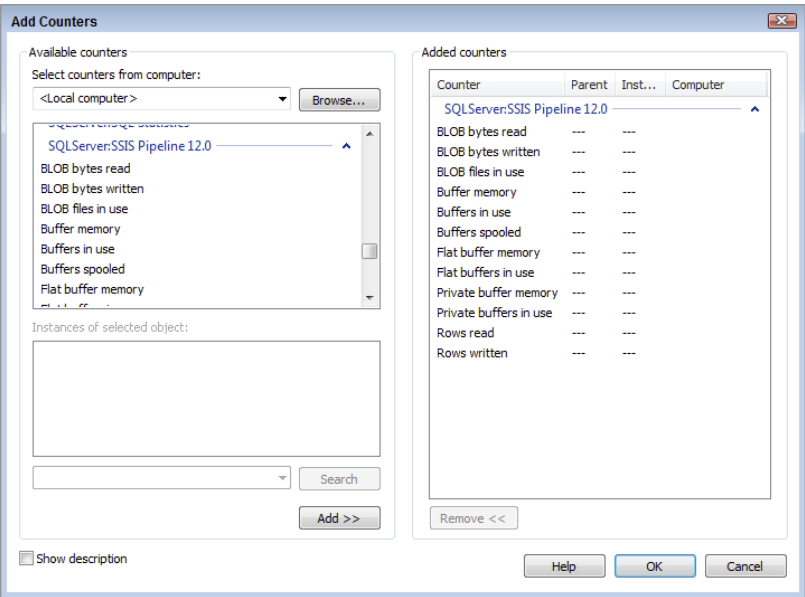 Add Counters
Available counters
Select counters from computer:
<Local computer>
Browse...
SQLServer:SQL Statistics
SQLServer:SSIS Pipeline 12.0
BLOB bytes read
BLOB bytes written
BLOB files in use
Buffer memory
Buffers in use
Buffers spooled
Flat buffer memory
Instances of selected object:
Search
Add >>
Show description
Added counters
Counter Parent Inst... Computer
SQLServer:SSIS Pipeline 12.0
BLOB bytes read --- ---
BLOB bytes written --- ---
BLOB files in use --- ---
Buffer memory --- ---
Buffers in use --- ---
Buffers spooled --- ---
Flat buffer memory --- ---
Flat buffers in use --- ---
Private buffer memory --- ---
Private buffers in use --- ---
Rows read --- ---
Rows written --- ---
Remove <<
Help
OK
Cancel